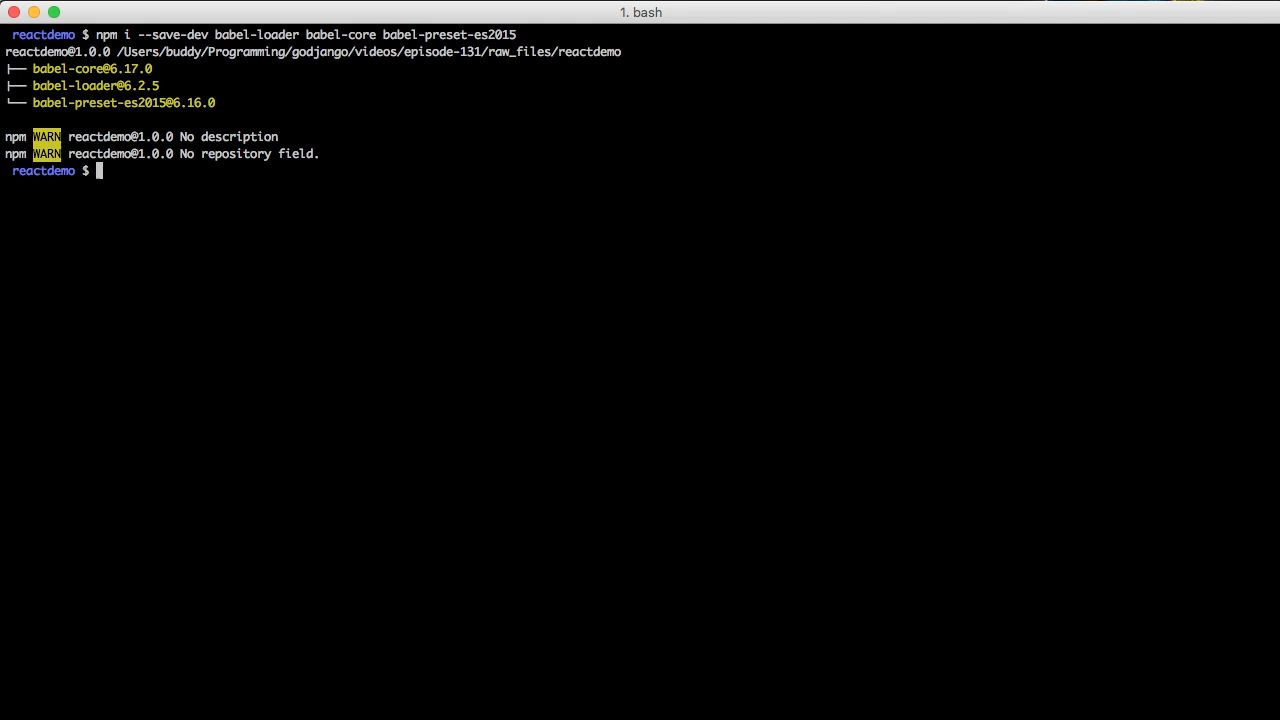 1. bash
reactdemo $ npm i --save-dev babel-loader babel-core babel-preset-es2015
reactdemo@1.0.0 /Users/buddy/Programming/godjango/videos/episode-131/raw_files/reactdemo
├── babel-core@6.17.0
├── babel-loader@6.2.5
└── babel-preset-es2015@6.16.0
npm WARN reactdemo@1.0.0 No description
npm WARN reactdemo@1.0.0 No repository field.
reactdemo $